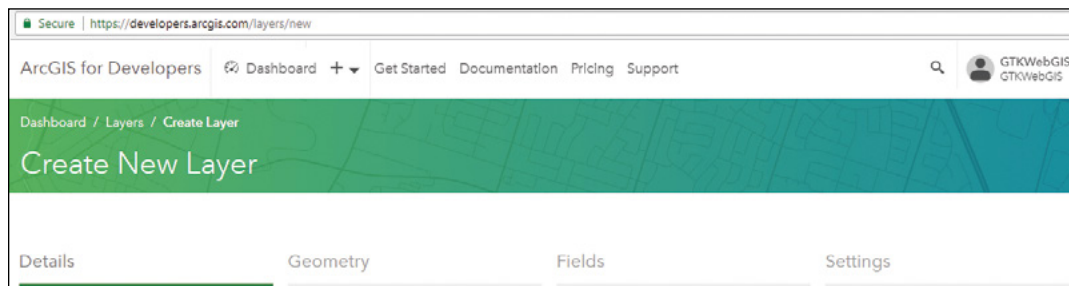 Secure | https://developers.arcgis.com/layers/new
ArcGIS for Developers Dashboard + Get Started Documentation Pricing Support GTKWebGIS
GTKWebGIS
Dashboard / Layers / Create Layer
Create New Layer
Details Geometry Fields Settings